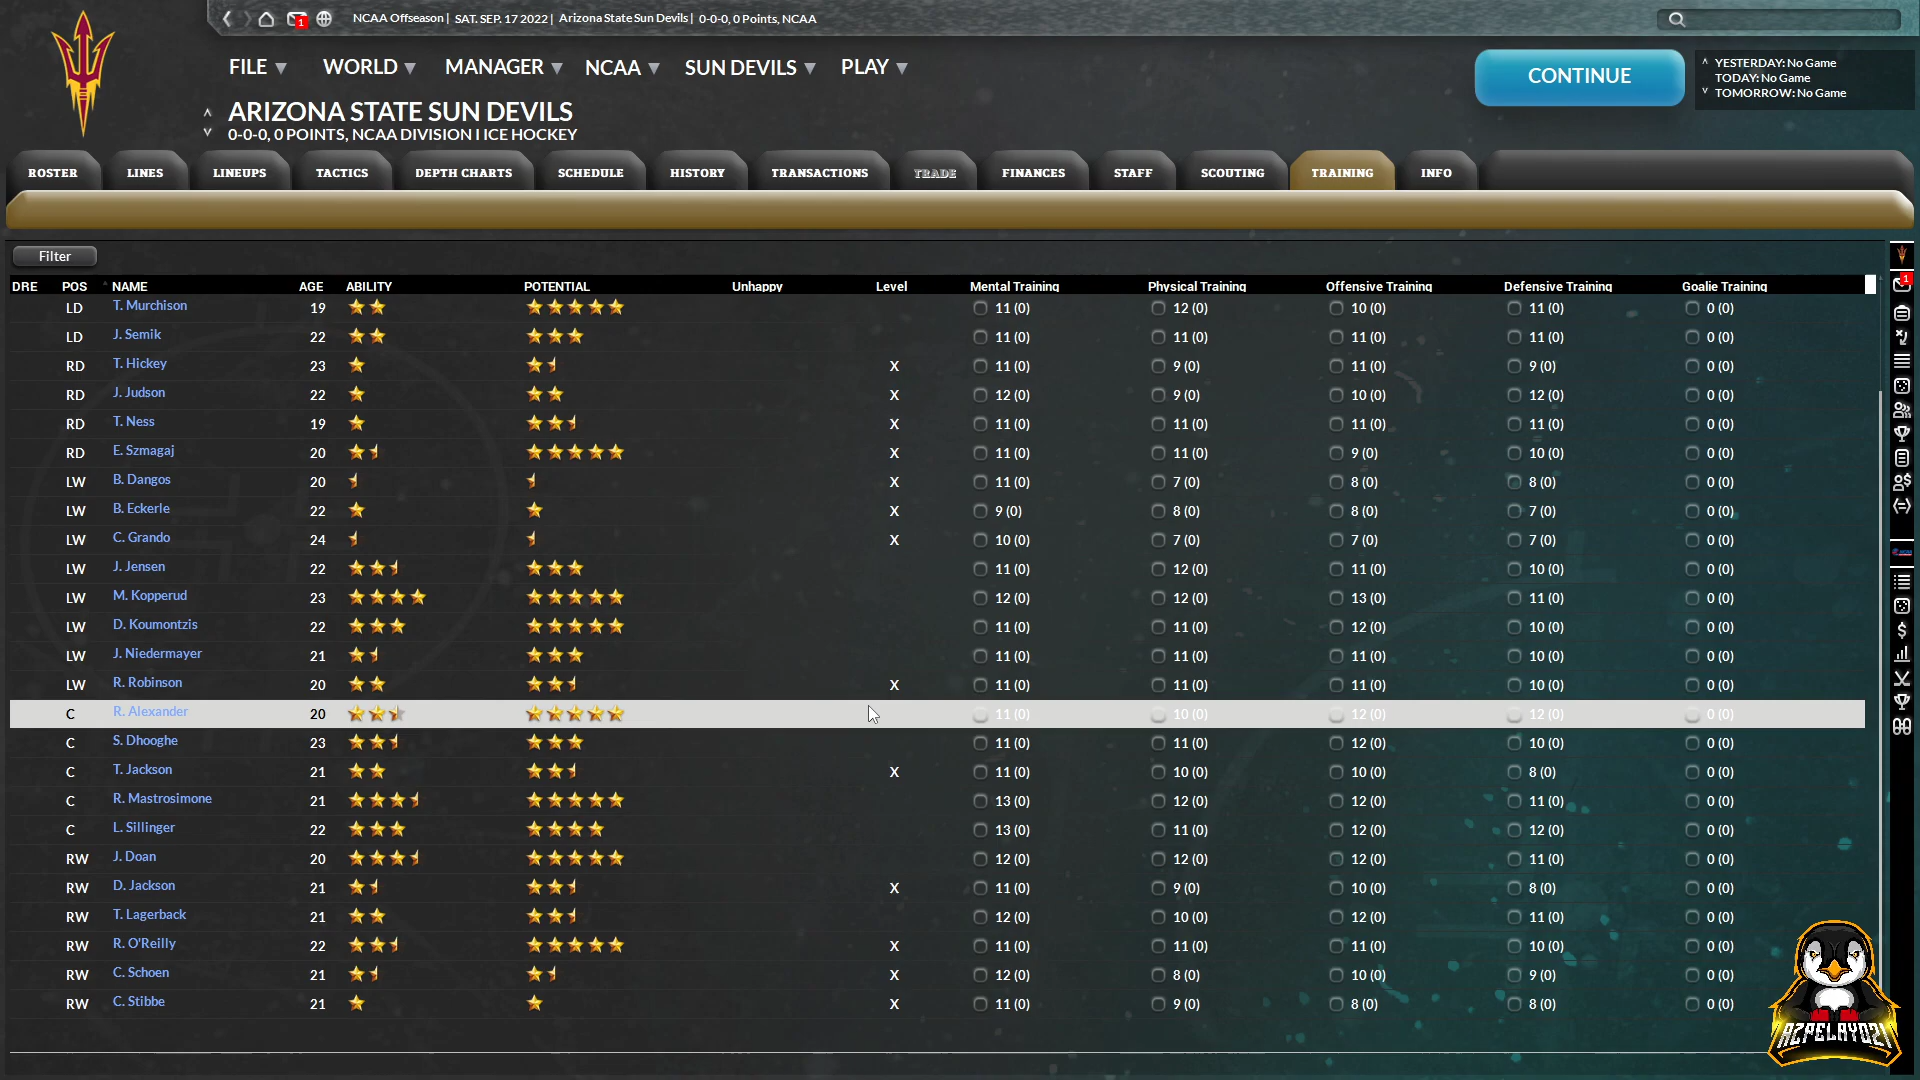 NCAA Offseason | SAT. SEP. 17 2022 | Arizona State Sun Devils | 0-0-0, 0 Points, NCAA
1
FILE WORLD MANAGER NCAA SUN DEVILS PLAY
CONTINUE
YESTERDAY: No Game
TODAY: No Game
TOMORROW: No Game
ARIZONA STATE SUN DEVILS
0-0-0, 0 POINTS, NCAA DIVISION I ICE HOCKEY
ROSTER LINES LINEUPS TACTICS DEPTH CHARTS SCHEDULE HISTORY TRANSACTIONS TRADE FINANCES STAFF SCOUTING TRAINING INFO
Filter
DRE POS NAME AGE ABILITY POTENTIAL Unhappy Level Mental Training Physical Training Offensive Training Defensive Training Goalie Training
1
LD T. Murchison 19 11 (0) 12 (0) 10 (0) 11 (0) 0 (0)
LD J. Semik 22 11 (0) 11 (0) 11 (0) 11 (0) 0 (0)
RD T. Hickey 23 X 11 (0) 9 (0) 11 (0) 9 (0) 0 (0)
RD J. Judson 22 X 12 (0) 9 (0) 10 (0) 12 (0) 0 (0)
RD T. Ness 19 X 11 (0) 11 (0) 11 (0) 11 (0) 0 (0)
RD E. Szmagaj 20 X 11 (0) 11 (0) 9 (0) 10 (0) 0 (0)
LW B. Dangos 20 X 11 (0) 7 (0) 8 (0) 8 (0) 0 (0)
LW B. Eckerle 22 X 9 (0) 8 (0) 8 (0) 7 (0) 0 (0)
LW C. Grando 24 X 10 (0) 7 (0) 7 (0) 7 (0) 0 (0)
LW J. Jensen 22 11 (0) 12 (0) 11 (0) 10 (0) 0 (0)
LW M. Kopperud 23 12 (0) 12 (0) 13 (0) 11 (0) 0 (0)
LW D. Koumontzis 22 11 (0) 11 (0) 12 (0) 10 (0) 0 (0)
LW J. Niedermayer 21 11 (0) 11 (0) 11 (0) 10 (0) 0 (0)
LW R. Robinson 20 X 11 (0) 11 (0) 11 (0) 10 (0) 0 (0)
C R. Alexander 20 11 (0) 10 (0) 12 (0) 12 (0) 0 (0)
C S. Dhooghe 23 11 (0) 11 (0) 12 (0) 10 (0) 0 (0)
C T. Jackson 21 X 11 (0) 10 (0) 10 (0) 8 (0) 0 (0)
C R. Mastrosimone 21 13 (0) 12 (0) 12 (0) 11 (0) 0 (0)
C L. Sillinger 22 13 (0) 11 (0) 12 (0) 12 (0) 0 (0)
RW J. Doan 20 12 (0) 12 (0) 12 (0) 11 (0) 0 (0)
RW D. Jackson 21 X 11 (0) 9 (0) 10 (0) 8 (0) 0 (0)
RW T. Lagerback 21 12 (0) 10 (0) 12 (0) 11 (0) 0 (0)
RW R. O'Reilly 22 X 11 (0) 11 (0) 11 (0) 10 (0) 0 (0)
RW C. Schoen 21 X 12 (0) 8 (0) 10 (0) 9 (0) 0 (0)
RW C. Stibbe 21 X 11 (0) 9 (0) 8 (0) 8 (0) 0 (0)
AZPELAYO21